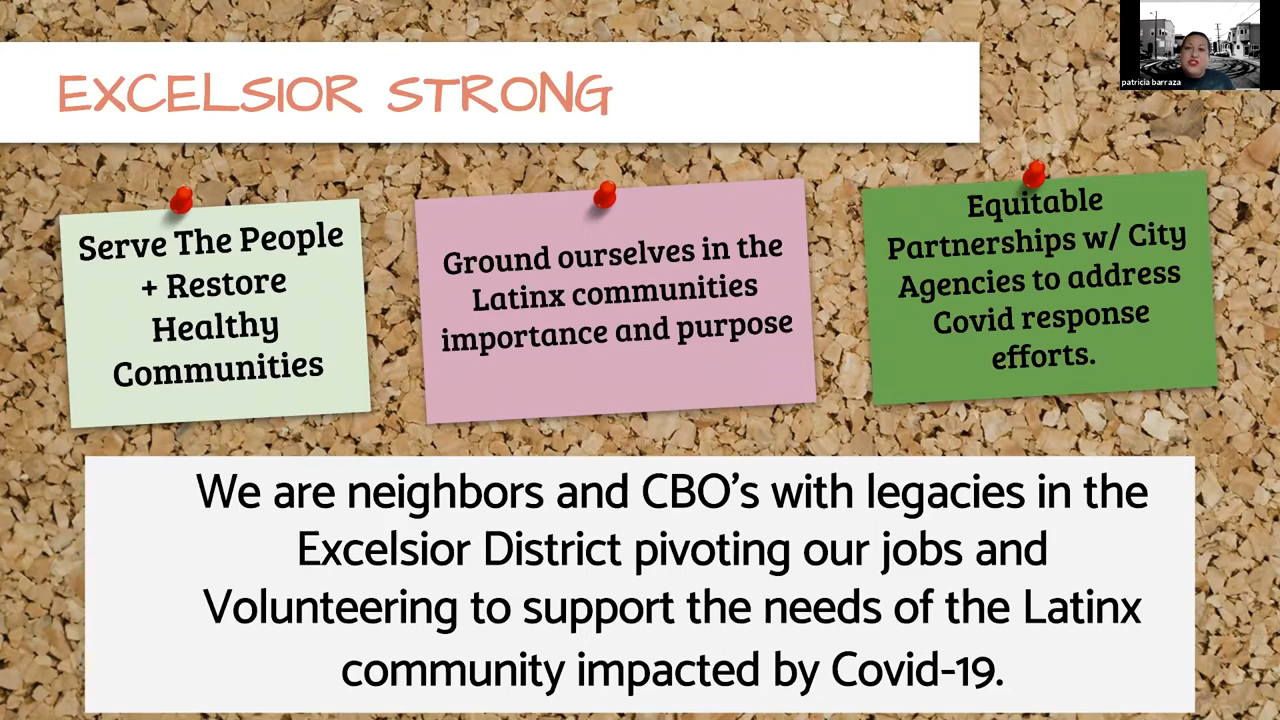 EXCELSIOR STRONG
patricia barraza
Serve The People
+ Restore
Healthy
Communities
Ground ourselves in the
Latinx communities
importance and purpose
Equitable
Partnerships w/ City
Agencies to address
Covid response
efforts.
We are neighbors and CBO's with legacies in the
Excelsior District pivoting our jobs and
Volunteering to support the needs of the Latinx
community impacted by Covid-19.